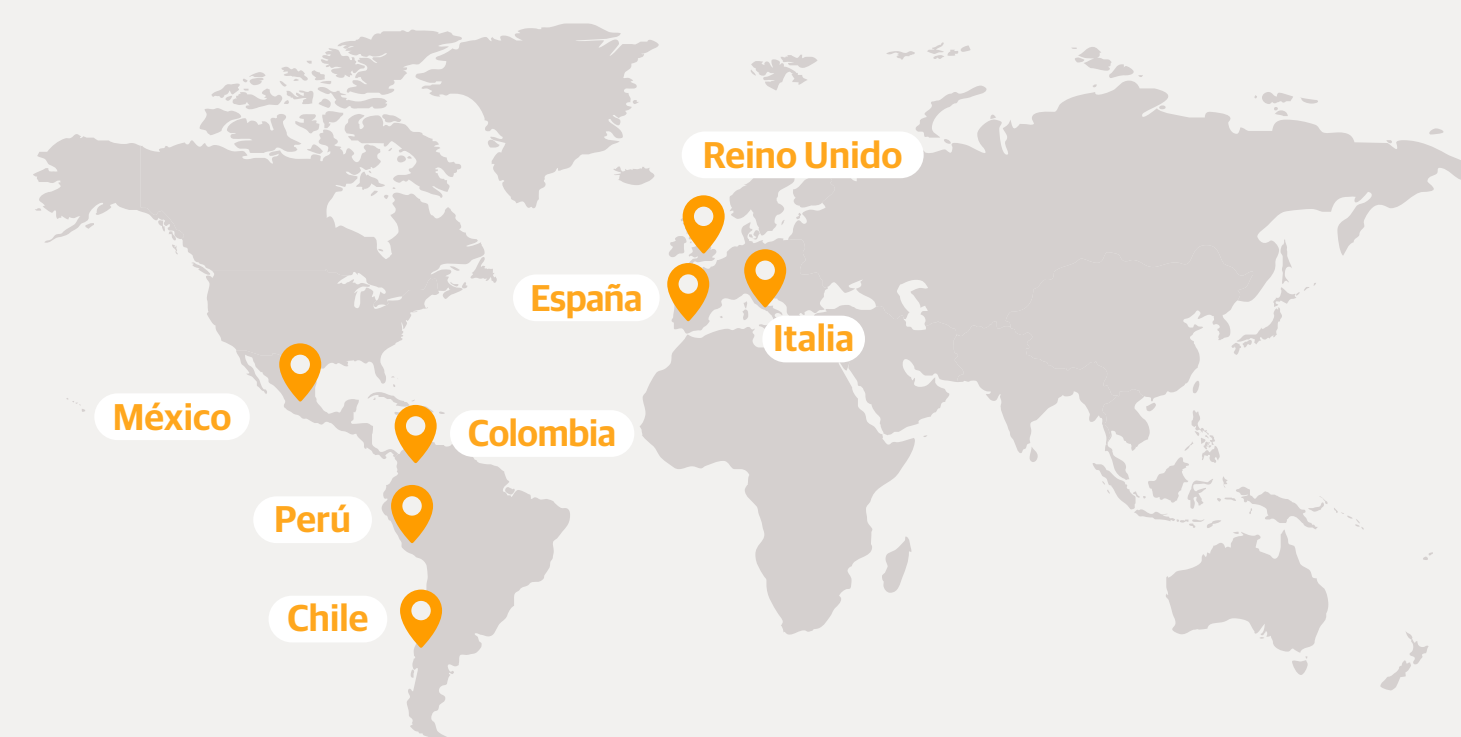 Reino Unido
España
Italia
México
Colombia
Perú
Chile